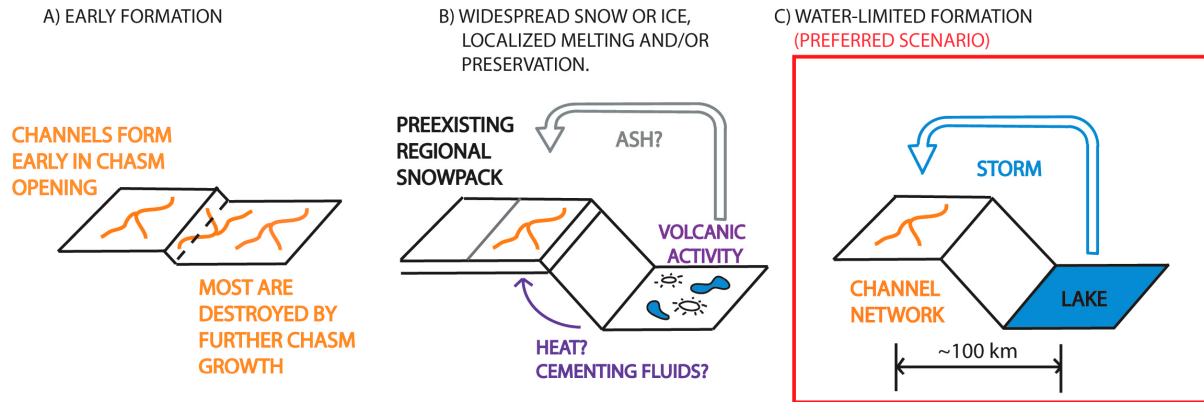 A) EARLY FORMATION
CHANNELS FORM
EARLY IN CHASM
OPENING
MOST ARE
DESTROYED BY
FURTHER CHASM
GROWTH
B) WIDESPREAD SNOW OR ICE,
LOCALIZED MELTING AND/OR
PRESERVATION.
PREEXISTING
REGIONAL
SNOWPACK
ASH?
VOLCANIC
ACTIVITY
HEAT?
CEMENTING FLUIDS?
C) WATER-LIMITED FORMATION
(PREFERRED SCENARIO)
STORM
CHANNEL
NETWORK
LAKE
~100 km